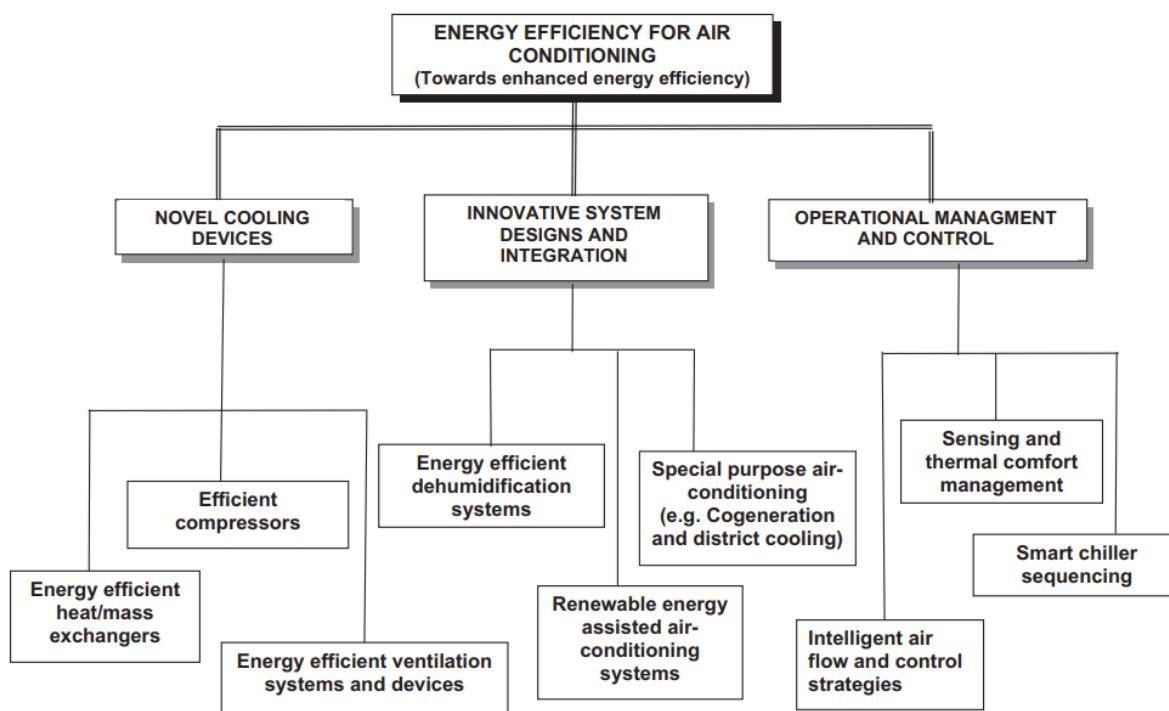 ENERGY EFFICIENCY FOR AIR
CONDITIONING
(Towards enhanced energy efficiency)
NOVEL COOLING
DEVICES
INNOVATIVE SYSTEM
DESIGNS AND
INTEGRATION
OPERATIONAL MANAGMENT
AND CONTROL
Efficient
compressors
Energy efficient
heat/mass
exchangers
Energy efficient ventilation
systems and devices
Energy efficient
dehumidification
systems
Special purpose air-
conditioning
(e.g. Cogeneration
and district cooling)
Renewable energy
assisted air-
conditioning
systems
Sensing and
thermal comfort
management
Smart chiller
sequencing
Intelligent air
flow and control
strategies